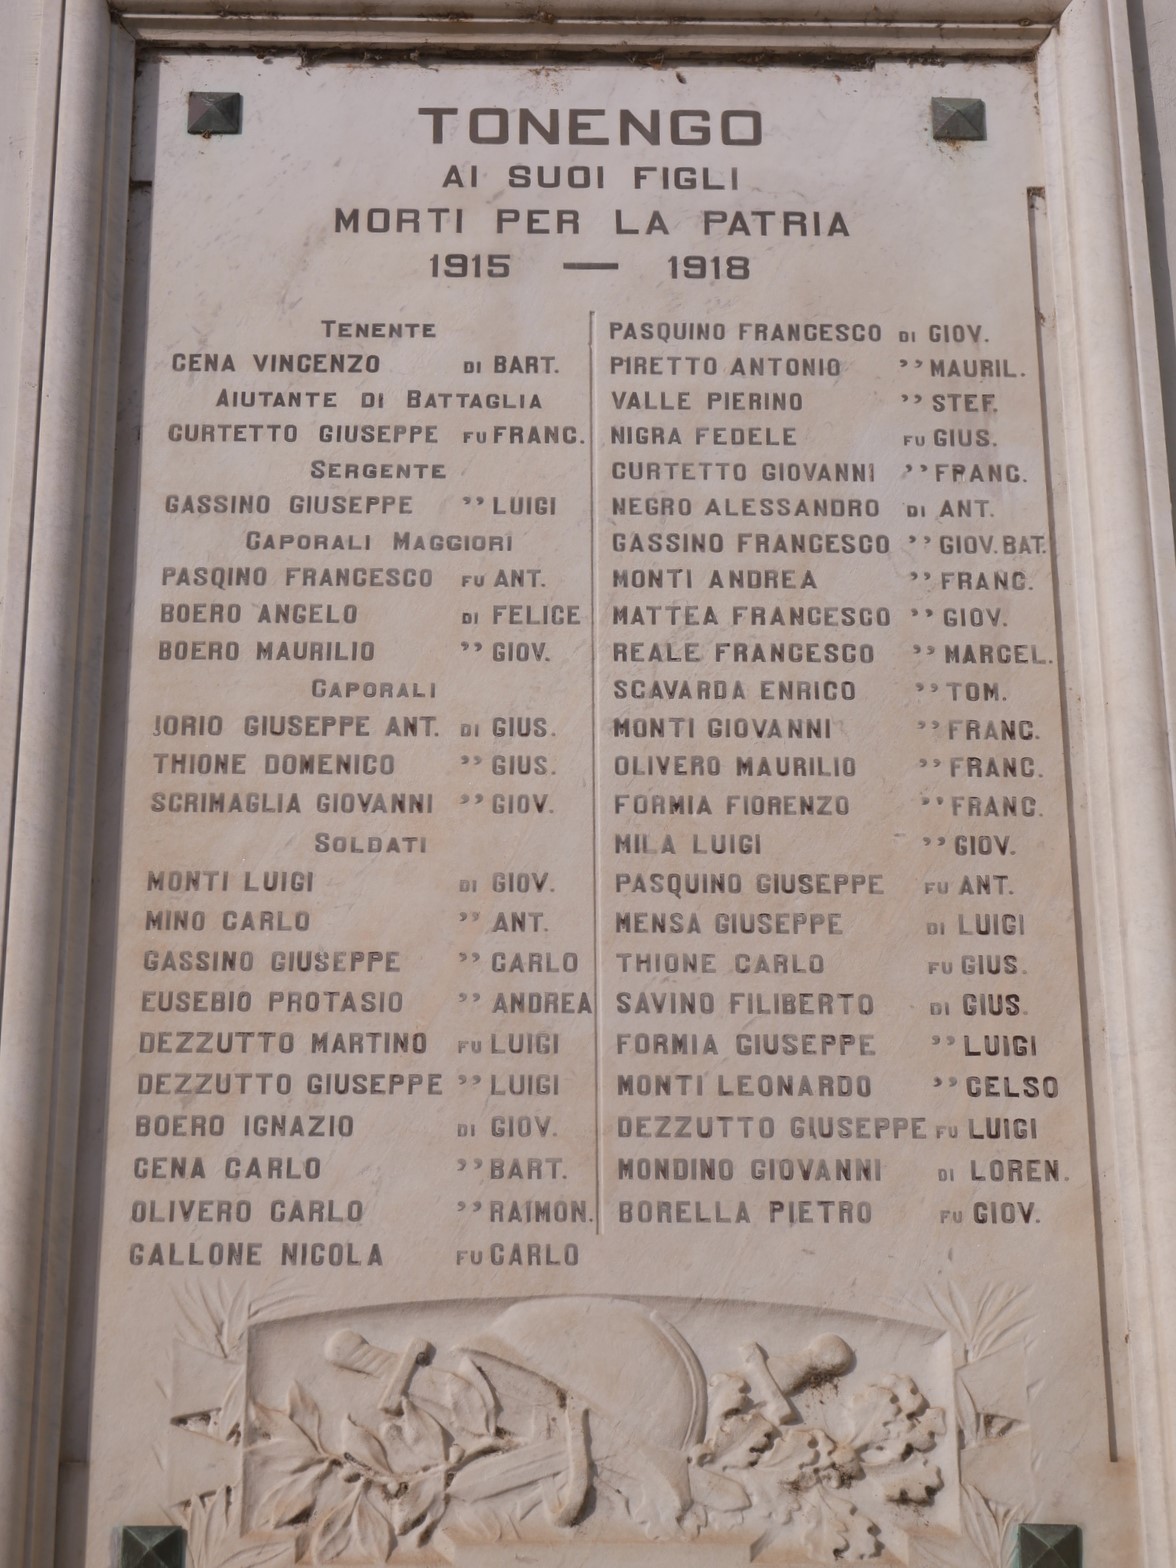 TONENGO
AI SUOI FIGLI
MORTI PER LA PATRIA
1915 — 1918
TENENTE
CENA VINCENZO DI BART.
AIUTANTE DI BATTAGLIA
CURTETTO GIUSEPPE FU FRANC.
SERGENTE
GASSINO GIUSEPPE ,, LUIGI
CAPORALI MAGGIORI
PASQINO FRANCESCO FU ANT.
BOERO ANGELO DI FELICE
BOERO MAURILIO ,, GIOV.
CAPORALI
IORIO GIUSEPPE ANT. DI GIUS.
THIONE DOMENICO ,, GIUS.
SCRIMAGLIA GIOVANNI ,, GIOV.
SOLDATI
MONTI LUIGI DI GIOV.
MINO CARLO ,, ANT.
GASSINO GIUSEPPE ,, CARLO
EUSEBIO PROTASIO ,, ANDREA
DEZZUTTO MARTINO FU LUIGI
DEZZUTTO GIUSEPPE ,, LUIGI
BOERO IGNAZIO DI GIOV.
CENA CARLO ,, BART.
OLIVERO CARLO ,, RAIMON.
GALLONE NICOLA FU CARLO
PASQUINO FRANCESCO DI GIOV.
PIRETTO ANTONIO ,, MAURIL.
VALLE PIERINO ,, STEF.
NIGRA FEDELE FU GIUS.
CURTETTO GIOVANNI ,, FRANC.
NEGRO ALESSANDRO DI ANT.
GASSINO FRANCESCO ,, GIOV. BAT.
MONTI ANDREA ,, FRANC.
MATTEA FRANCESCO ,, GIOV.
REALE FRANCESCO ,, MARCEL.
SCAVARDA ENRICO ,, TOM.
MONTI GIOVANNI ,, FRANC.
OLIVERO MAURILIO ,, FRANC.
FORMIA FIORENZO ,, FRANC.
MILA LUIGI ,, GIOV.
PASQUINO GIUSEPPE FU ANT.
MENSA GIUSEPPE DI LUIGI
THIONE CARLO FU GIUS.
SAVINO FILIBERTO DI GIUS.
FORMIA GIUSEPPE ,, LUIGI
MONTI LEONARDO ,, CELSO
DEZZUTTO GIUSEPPE FU LUIGI
MONDINO GIOVANNI DI LOREN.
BORELLA PIETRO FU GIOV.